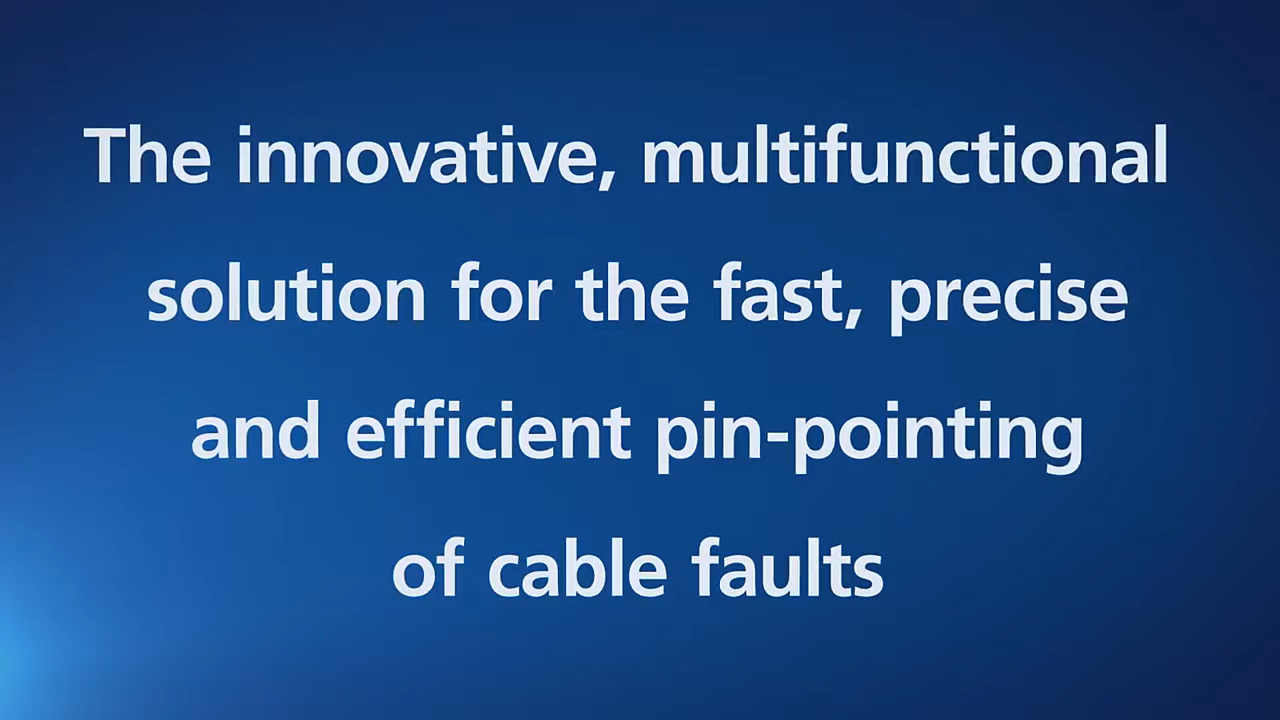 The innovative, multifunctional
solution for the fast, precise
and efficient pin-pointing
of cable faults